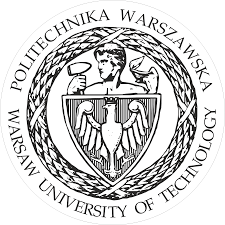 POLITECHNIKA WARSZAWSKA
WARSAW UNIVERSITY OF TECHNOLOGY